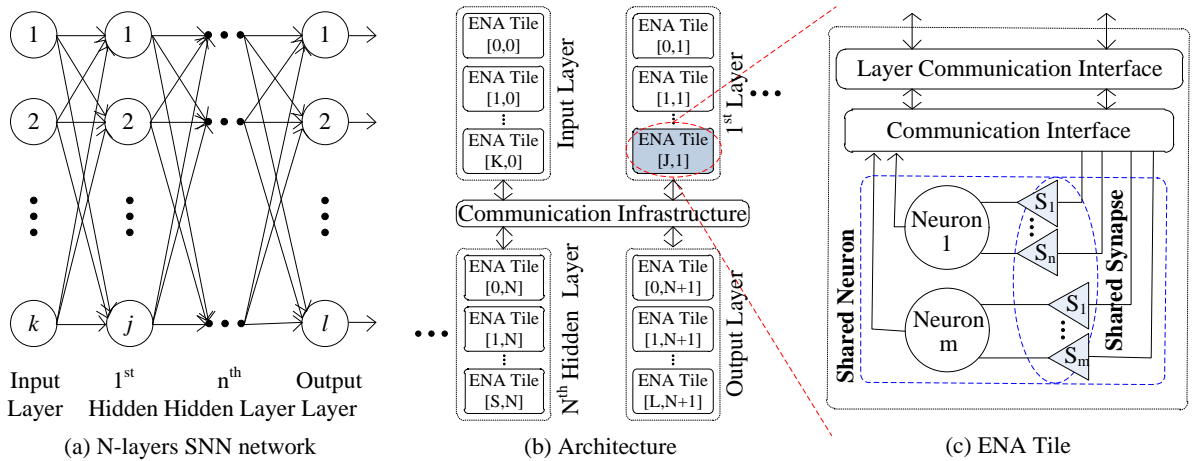 1
1
1
2
2
2
k
j
l
Input
Layer
1st
Hidden
nth
Hidden Layer
Output
Layer
(a) N-layers SNN network
ENA Tile
[0,0]
ENA Tile
[1,0]
ENA Tile
[K,0]
Input Layer
ENA Tile
[0,1]
ENA Tile
[1,1]
ENA Tile
[J,1]
1st Layer
Communication Infrastructure
ENA Tile
[0,N]
ENA Tile
[1,N]
ENA Tile
[S,N]
Nth Hidden Layer
ENA Tile
[0,N+1]
ENA Tile
[1,N+1]
ENA Tile
[L,N+1]
Output Layer
(b) Architecture
Layer Communication Interface
Communication Interface
Shared Neuron
Neuron
1
S1
Sn
Neuron
m
S1
Sm
Shared Synapse
(c) ENA Tile